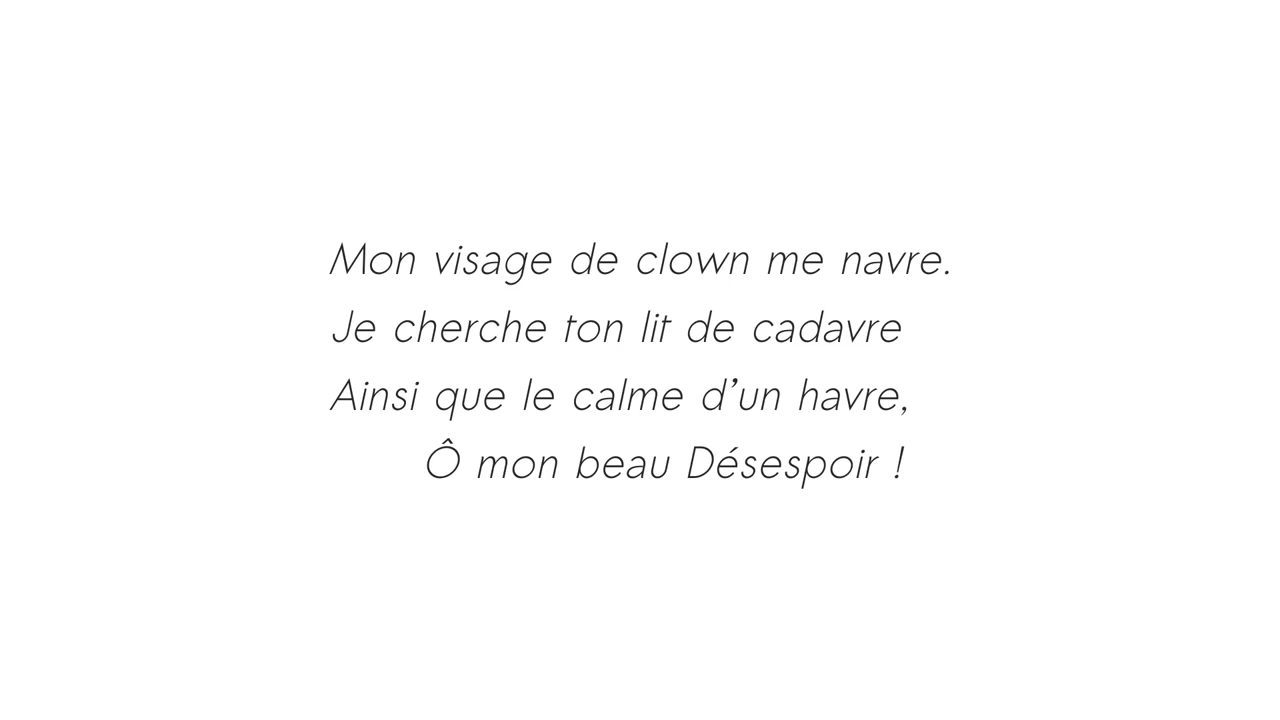 Mon visage de clown me navre.
Je cherche ton lit de cadavre
Ainsi que le calme d’un havre,
Ô mon beau Désespoir !